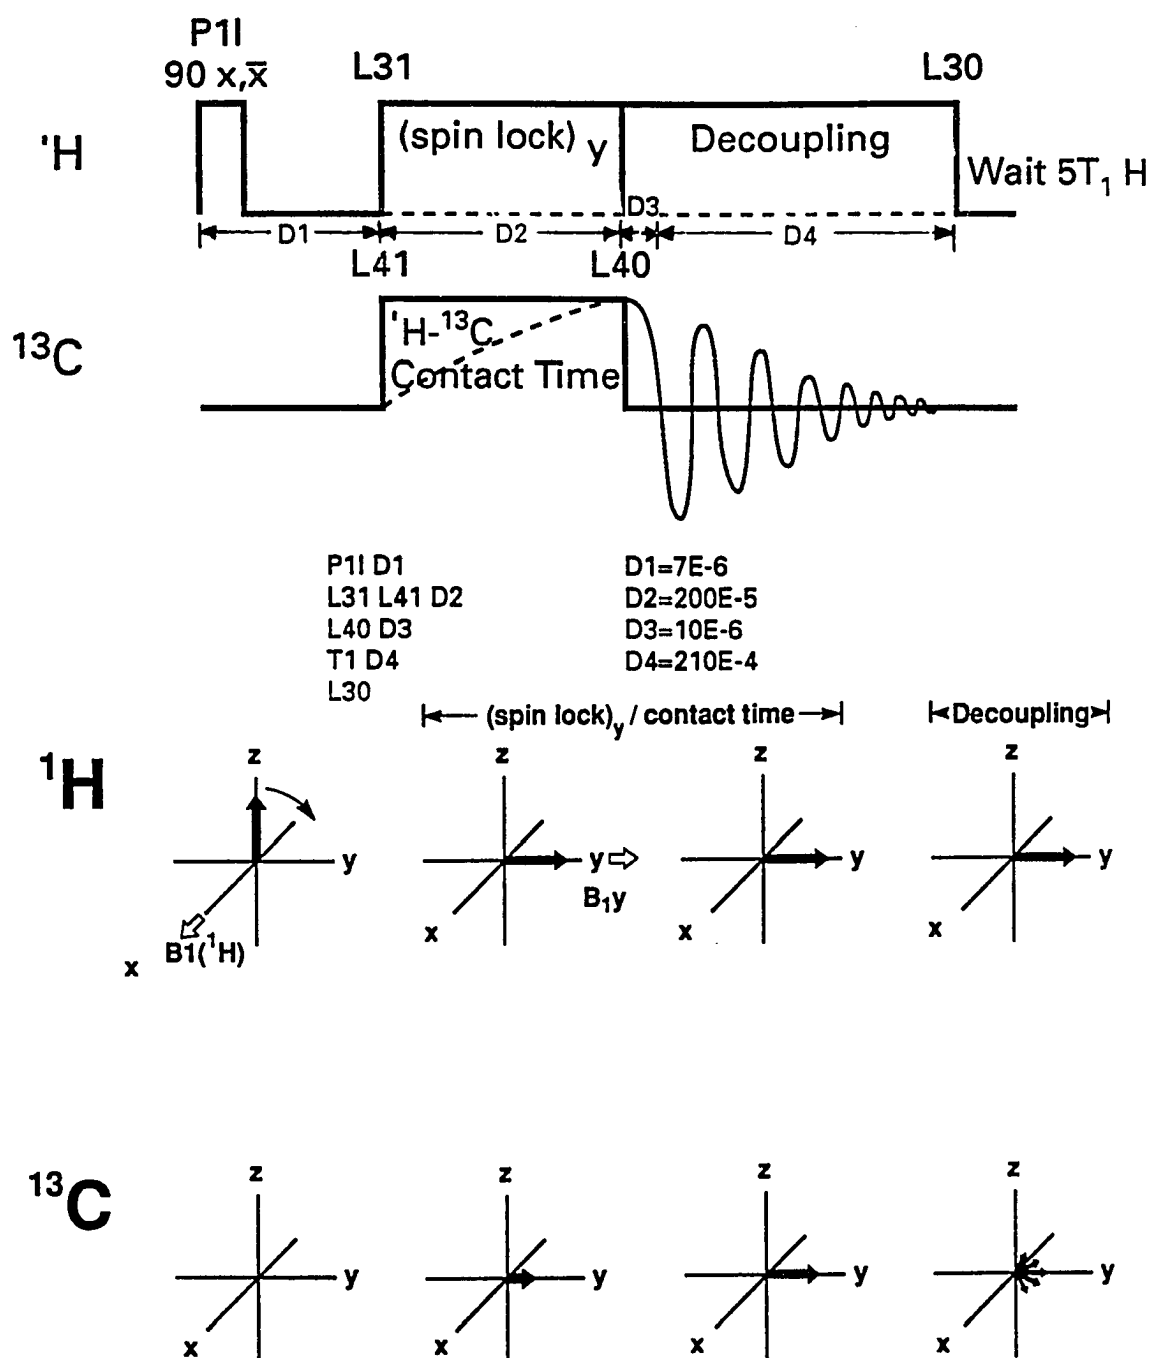 P1I
90 x,x̅
L31
L30
'H
(spin lock) y
Decoupling
Wait 5T₁ H
D1
D2
D3
D4
L41
L40
¹³C
'H-¹³C
Contact Time
P1I D1
L31 L41 D2
L40 D3
T1 D4
L30
D1=7E-6
D2=200E-5
D3=10E-6
D4=210E-4
(spin lock)y / contact time
Decoupling
¹H
z
y
x
B1(¹H)
z
y
B₁y
x
z
y
x
z
y
x
¹³C
z
y
x
z
y
x
z
y
x
z
y
x